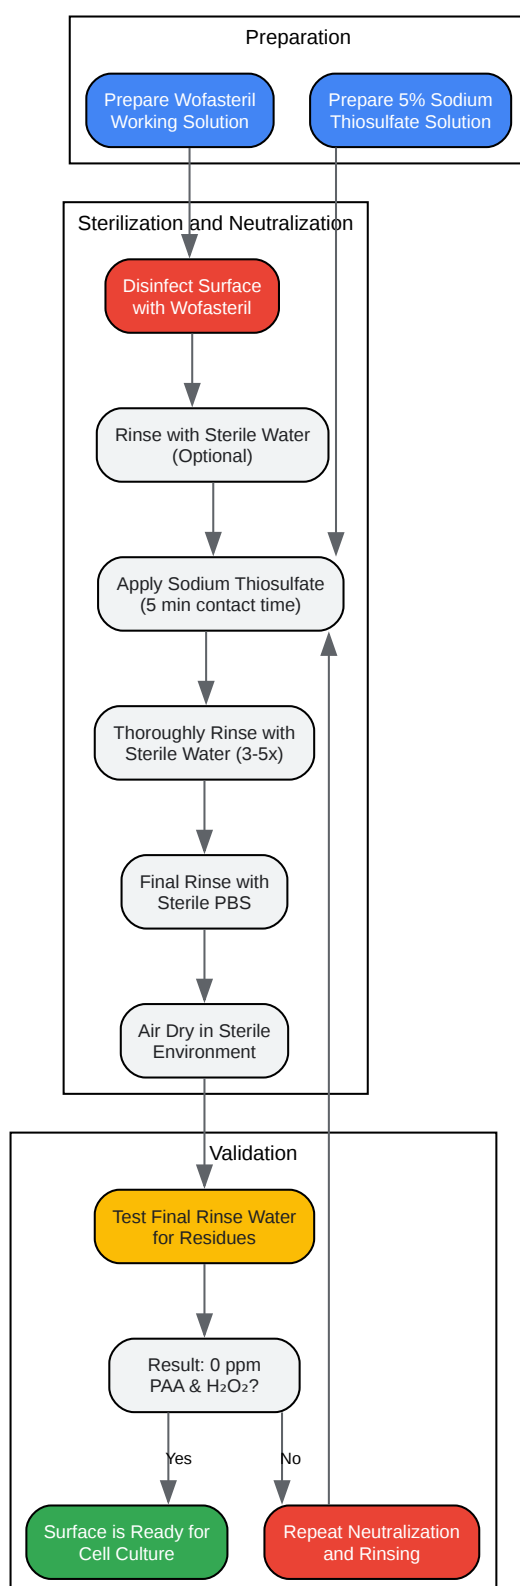 Preparation
Prepare Wofasteril
Working Solution
Prepare 5% Sodium
Thiosulfate Solution
Sterilization and Neutralization
Disinfect Surface
with Wofasteril
Rinse with Sterile Water
(Optional)
Apply Sodium Thiosulfate
(5 min contact time)
Thoroughly Rinse with
Sterile Water (3-5x)
Final Rinse with
Sterile PBS
Air Dry in Sterile
Environment
Validation
Test Final Rinse Water
for Residues
Result: 0 ppm
PAA & H₂O₂?
Yes
No
Surface is Ready for
Cell Culture
Repeat Neutralization
and Rinsing